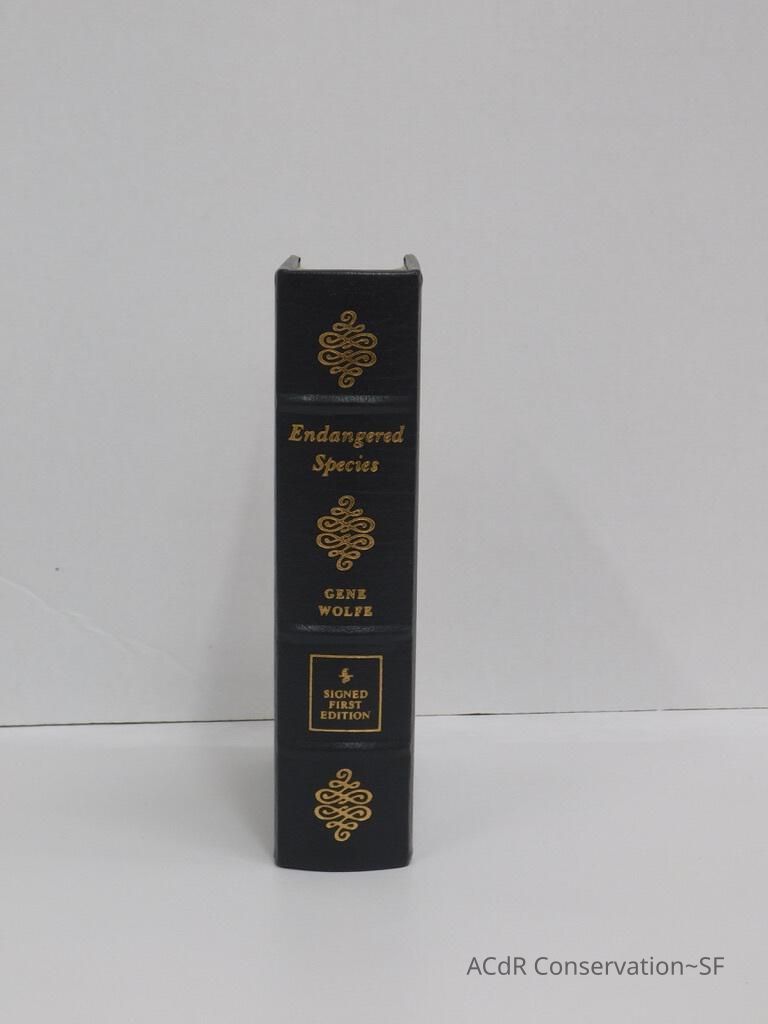 Endangered
Species
GENE
WOLFE
SIGNED
FIRST
EDITION
ACdR Conservation~SF